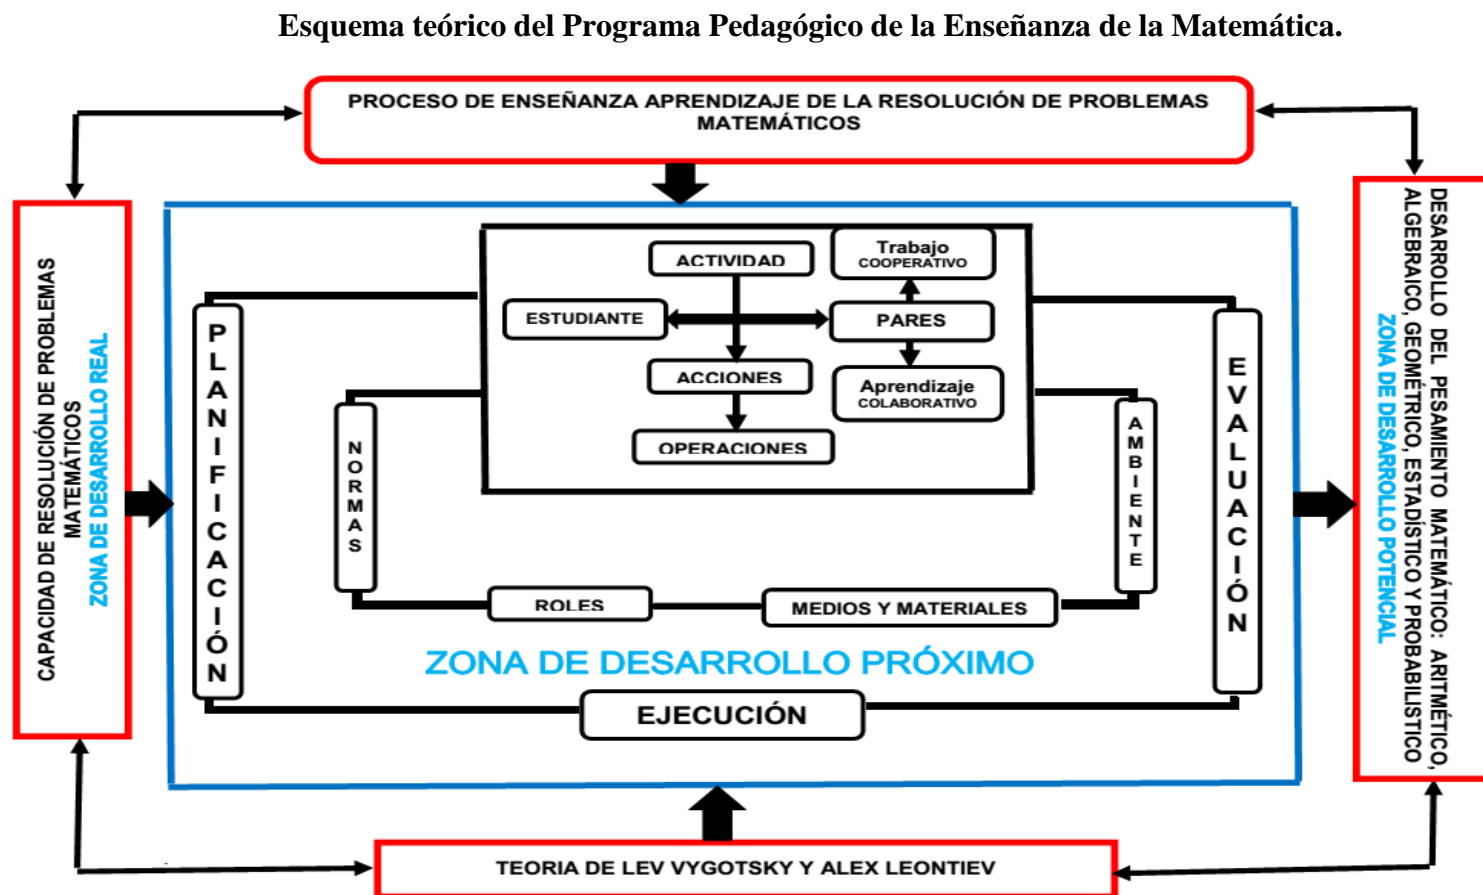 Esquema teórico del Programa Pedagógico de la Enseñanza de la Matemática.
PROCESO DE ENSEÑANZA APRENDIZAJE DE LA RESOLUCIÓN DE PROBLEMAS
MATEMÁTICOS
CAPACIDAD DE RESOLUCIÓN DE PROBLEMAS
MATEMÁTICOS
ZONA DE DESARROLLO REAL
PLANIFICACIÓN
NORMAS
ACTIVIDAD
Trabajo
COOPERATIVO
ESTUDIANTE
PARES
ACCIONES
Aprendizaje
COLABORATIVO
OPERACIONES
AMBIENTE
EVALUACIÓN
ROLES
MEDIOS Y MATERIALES
ZONA DE DESARROLLO PRÓXIMO
EJECUCIÓN
DESARROLLO DEL PESAMIENTO MATEMÁTICO: ARITMÉTICO,
ALGEBRAICO, GEOMÉTRICO, ESTADÍSTICO Y PROBABILISTICO
ZONA DE DESARROLLO POTENCIAL
TEORIA DE LEV VYGOTSKY Y ALEX LEONTIEV